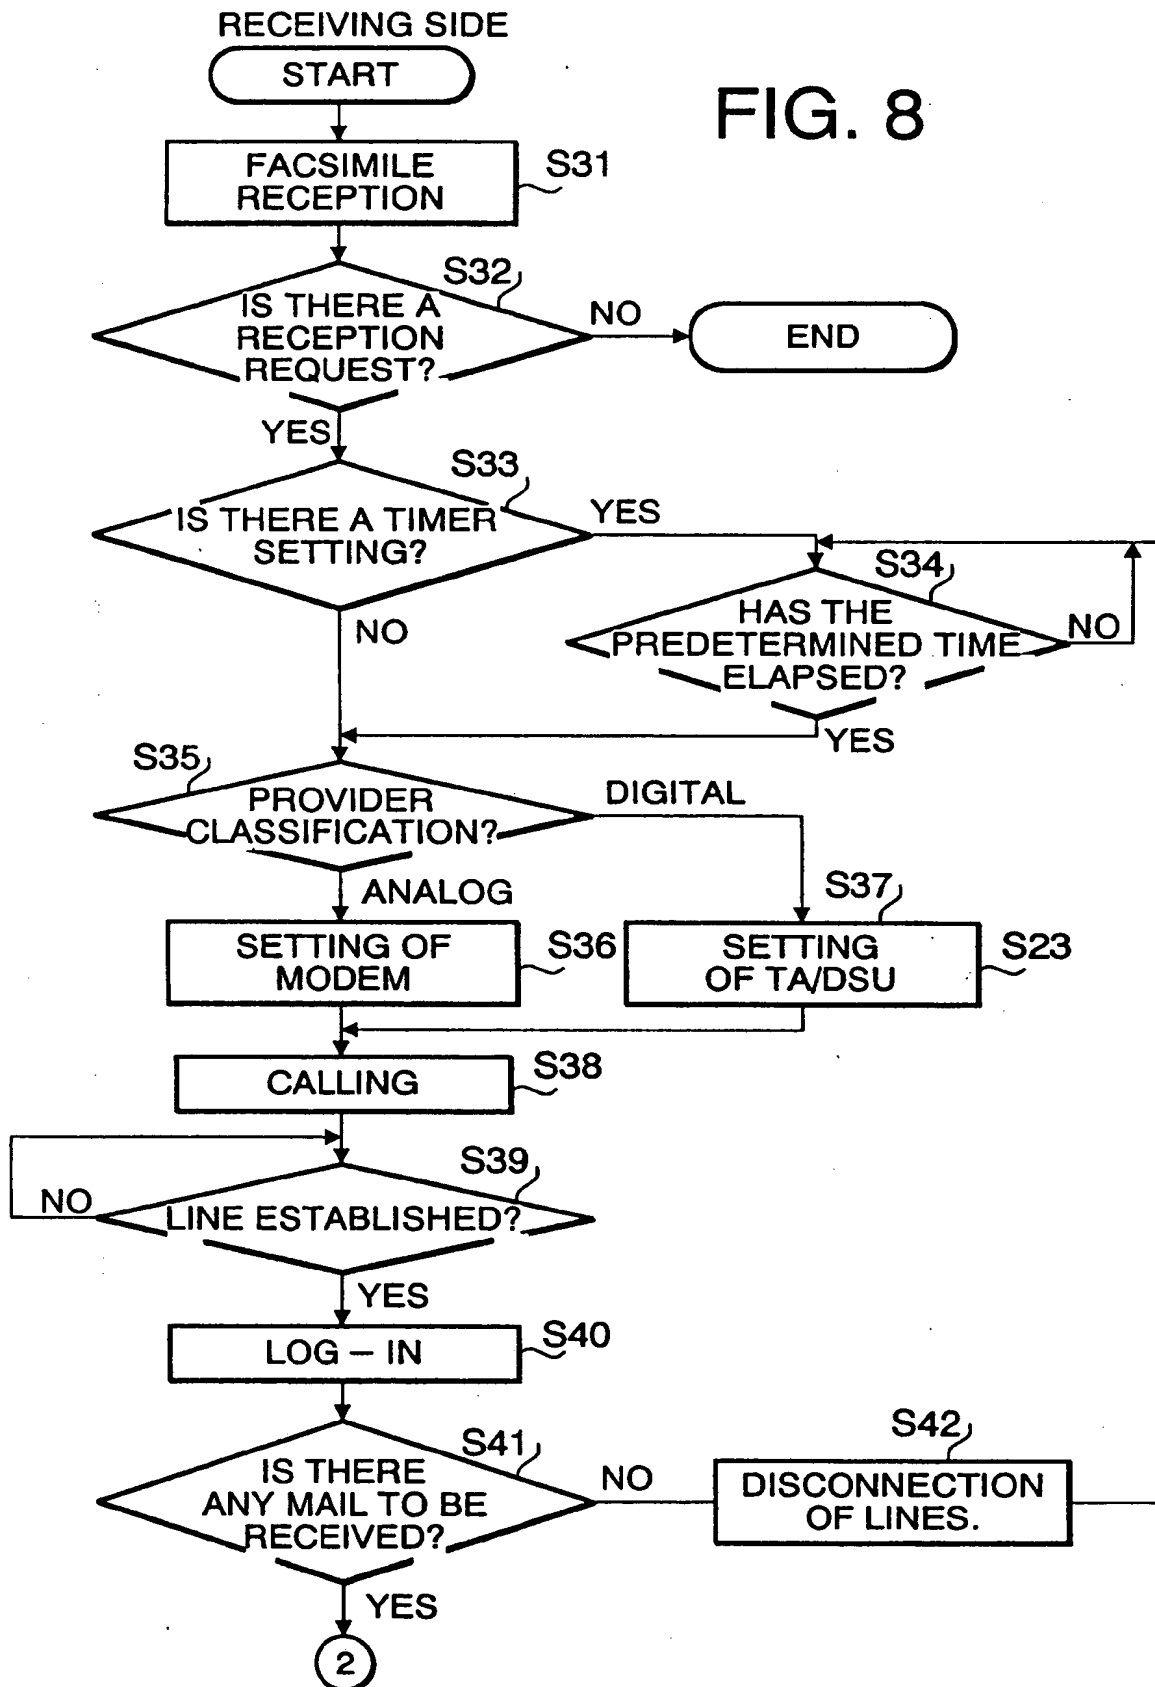 RECEIVING SIDE
START
FIG. 8
FACSIMILE
RECEPTION
S31
S32
IS THERE A
RECEPTION
REQUEST?
NO
END
YES
S33
IS THERE A TIMER
SETTING?
YES
NO
S34
HAS THE
PREDETERMINED TIME
ELAPSED?
NO
YES
S35
PROVIDER
CLASSIFICATION?
DIGITAL
ANALOG
S37
SETTING OF
MODEM
S36
SETTING
OF TA/DSU
S23
CALLING
S38
S39
LINE ESTABLISHED?
NO
YES
LOG – IN
S40
S41
IS THERE
ANY MAIL TO BE
RECEIVED?
NO
S42
DISCONNECTION
OF LINES.
YES
2